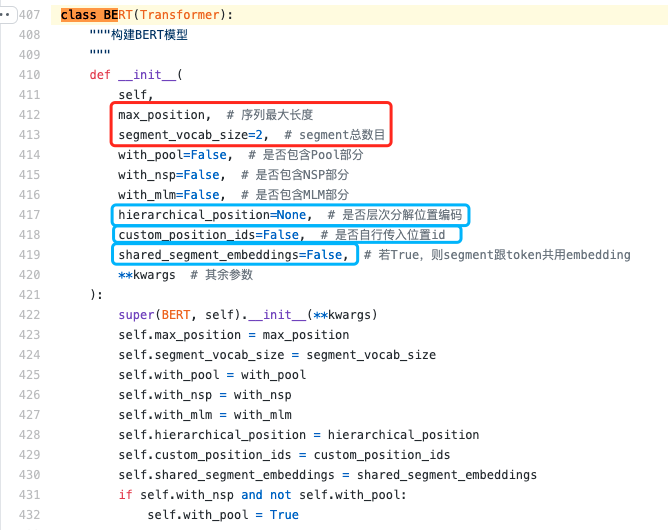 407 class BERT(Transformer):
408 """构建BERT模型
409 """
410 def __init__(
411 self,
412 max_position,  # 序列最大长度
413 segment_vocab_size=2,  # segment总数目
414 with_pool=False,  # 是否包含Pool部分
415 with_nsp=False,  # 是否包含NSP部分
416 with_mlm=False,  # 是否包含MLM部分
417 hierarchical_position=None,  # 是否层次分解位置编码
418 custom_position_ids=False,  # 是否自行传入位置id
419 shared_segment_embeddings=False,  # 若True，则segment跟token共用embedding
420 **kwargs  # 其余参数
421 ):
422 super(BERT, self).__init__(**kwargs)
423 self.max_position = max_position
424 self.segment_vocab_size = segment_vocab_size
425 self.with_pool = with_pool
426 self.with_nsp = with_nsp
427 self.with_mlm = with_mlm
428 self.hierarchical_position = hierarchical_position
429 self.custom_position_ids = custom_position_ids
430 self.shared_segment_embeddings = shared_segment_embeddings
431 if self.with_nsp and not self.with_pool:
432 self.with_pool = True